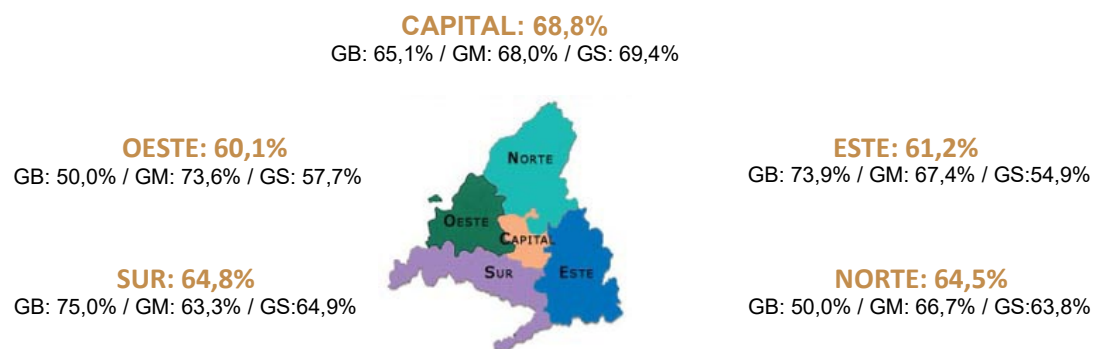 CAPITAL: 68,8%
GB: 65,1% / GM: 68,0% / GS: 69,4%
OESTE: 60,1%
GB: 50,0% / GM: 73,6% / GS: 57,7%
ESTE: 61,2%
GB: 73,9% / GM: 67,4% / GS:54,9%
NORTE
OESTE
CAPITAL
SUR
ESTE
SUR: 64,8%
GB: 75,0% / GM: 63,3% / GS:64,9%
NORTE: 64,5%
GB: 50,0% / GM: 66,7% / GS:63,8%